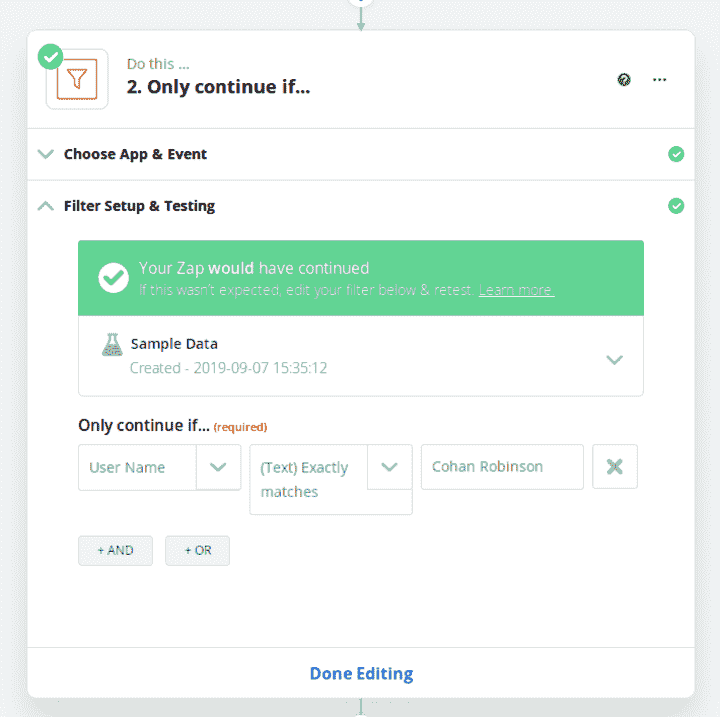 Do this ...
2. Only continue if...
Choose App & Event
Filter Setup & Testing
Your Zap would have continued
If this wasn't expected, edit your filter below & retest. Learn more.
Sample Data
Created - 2019-09-07 15:35:12
Only continue if... (required)
User Name
(Text) Exactly
matches
Cohan Robinson
+ AND
+ OR
Done Editing